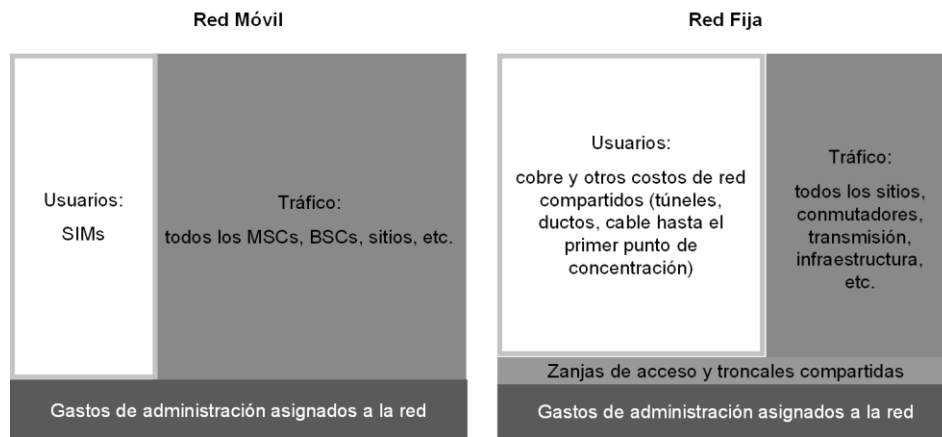 Red Móvil
Usuarios:
SIMs
Tráfico:
todos los MSCs, BSCs, sitios, etc.
Gastos de administración asignados a la red
Red Fija
Usuarios:
cobre y otros costos de red
compartidos (túneles,
ductos, cable hasta el
primer punto de
concentración)
Tráfico:
todos los sitios,
conmutadores,
transmisión,
infraestructura,
etc.
Zanjas de acceso y troncales compartidas
Gastos de administración asignados a la red